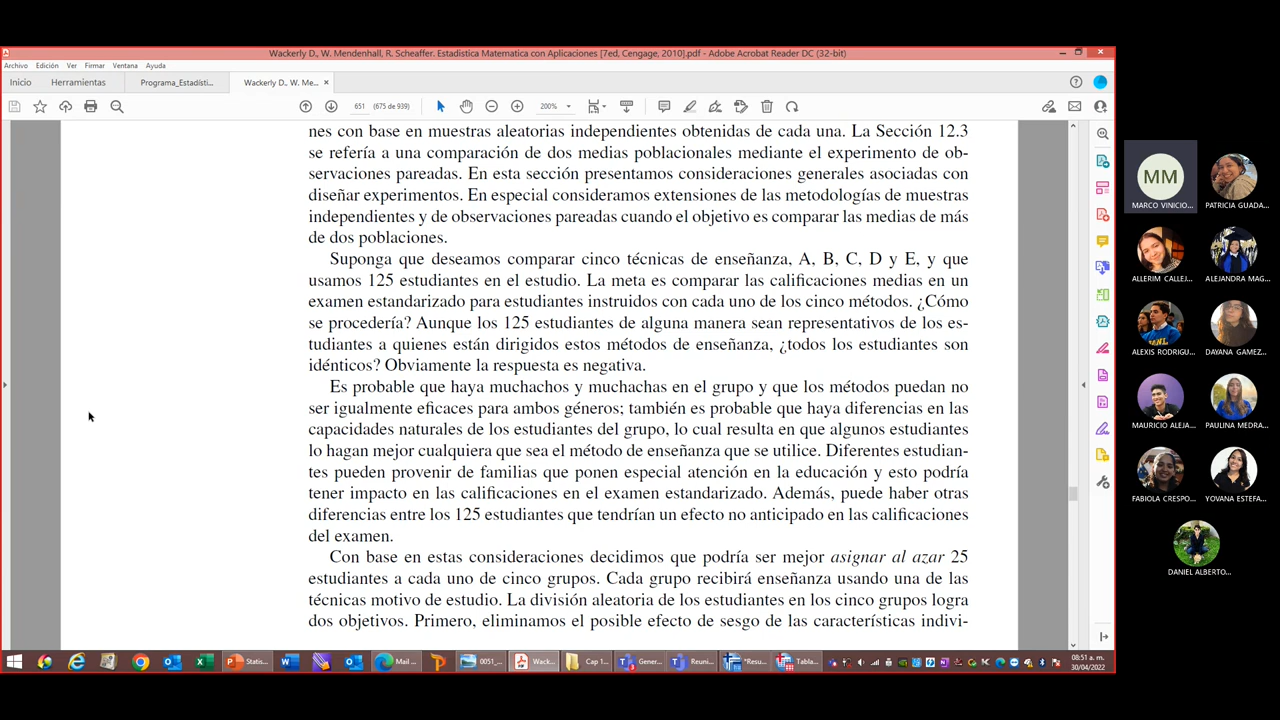 Wackerly D., W. Mendenhall, R. Scheaffer. Estadística Matematica con Aplicaciones [7ed, Cengage, 2010].pdf - Adobe Acrobat Reader DC (32-bit)
Archivo Edición Ver Firmar Ventana Ayuda
Inicio Herramientas Programa_Estadísti... Wackerly D., W. Me... ×
651 (675 de 939) 200%
nes con base en muestras aleatorias independientes obtenidas de cada una. La Sección 12.3
se refería a una comparación de dos medias poblacionales mediante el experimento de ob-
servaciones pareadas. En esta sección presentamos consideraciones generales asociadas con
diseñar experimentos. En especial consideramos extensiones de las metodologías de muestras
independientes y de observaciones pareadas cuando el objetivo es comparar las medias de más
de dos poblaciones.
Suponga que deseamos comparar cinco técnicas de enseñanza, A, B, C, D y E, y que
usamos 125 estudiantes en el estudio. La meta es comparar las calificaciones medias en un
examen estandarizado para estudiantes instruidos con cada uno de los cinco métodos. ¿Cómo
se procedería? Aunque los 125 estudiantes de alguna manera sean representativos de los es-
tudiantes a quienes están dirigidos estos métodos de enseñanza, ¿todos los estudiantes son
idénticos? Obviamente la respuesta es negativa.
Es probable que haya muchachos y muchachas en el grupo y que los métodos puedan no
ser igualmente eficaces para ambos géneros; también es probable que haya diferencias en las
capacidades naturales de los estudiantes del grupo, lo cual resulta en que algunos estudiantes
lo hagan mejor cualquiera que sea el método de enseñanza que se utilice. Diferentes estudian-
tes pueden provenir de familias que ponen especial atención en la educación y esto podría
tener impacto en las calificaciones en el examen estandarizado. Además, puede haber otras
diferencias entre los 125 estudiantes que tendrían un efecto no anticipado en las calificaciones
del examen.
Con base en estas consideraciones decidimos que podría ser mejor asignar al azar 25
estudiantes a cada uno de cinco grupos. Cada grupo recibirá enseñanza usando una de las
técnicas motivo de estudio. La división aleatoria de los estudiantes en los cinco grupos logra
dos objetivos. Primero, eliminamos el posible efecto de sesgo de las características indivi-
MM
MARCO VINICIO... PATRICIA GUADA...
ALLERIM CALLEJ... ALEJANDRA MAG...
ALEXIS RODRIGU... DAYANA GAMEZ...
MAURICIO ALEJA... PAULINA MEDRA...
FABIOLA CRESPO... YOVANA ESTEFA...
DANIEL ALBERTO...
Statis... Mail ... 0051_... Wack... Cap 1... Gener... Reuni... *Resu... Tabla...
08:51 a. m.
30/04/2022